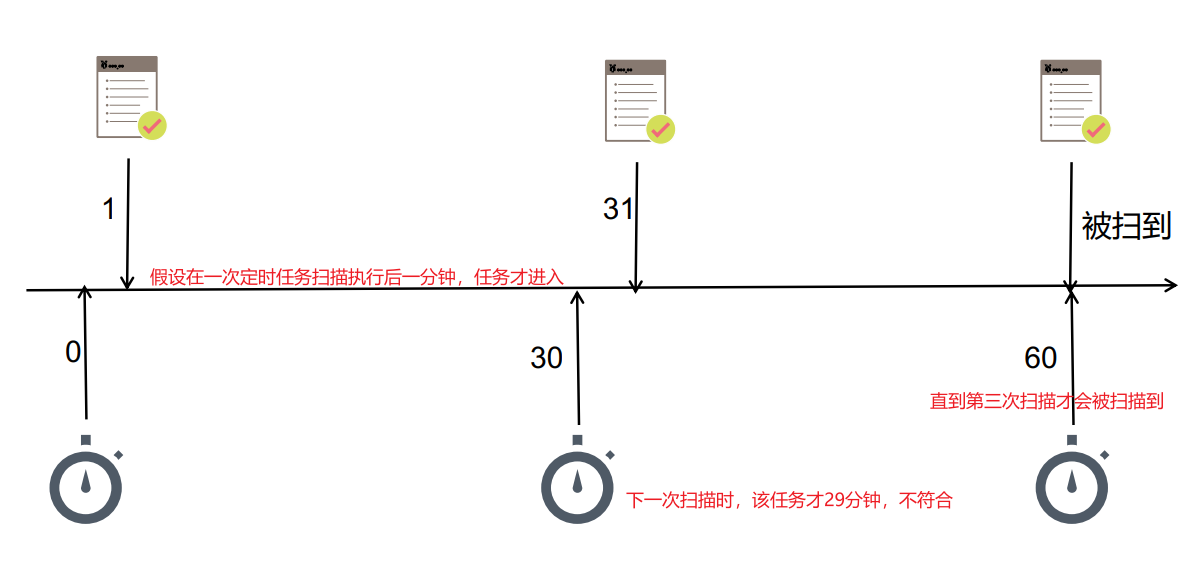 1
31
被扫到
假设在一次定时任务扫描执行后一分钟，任务才进入
0
30
60
直到第三次扫描才会被扫描到
下一次扫描时，该任务才29分钟，不符合